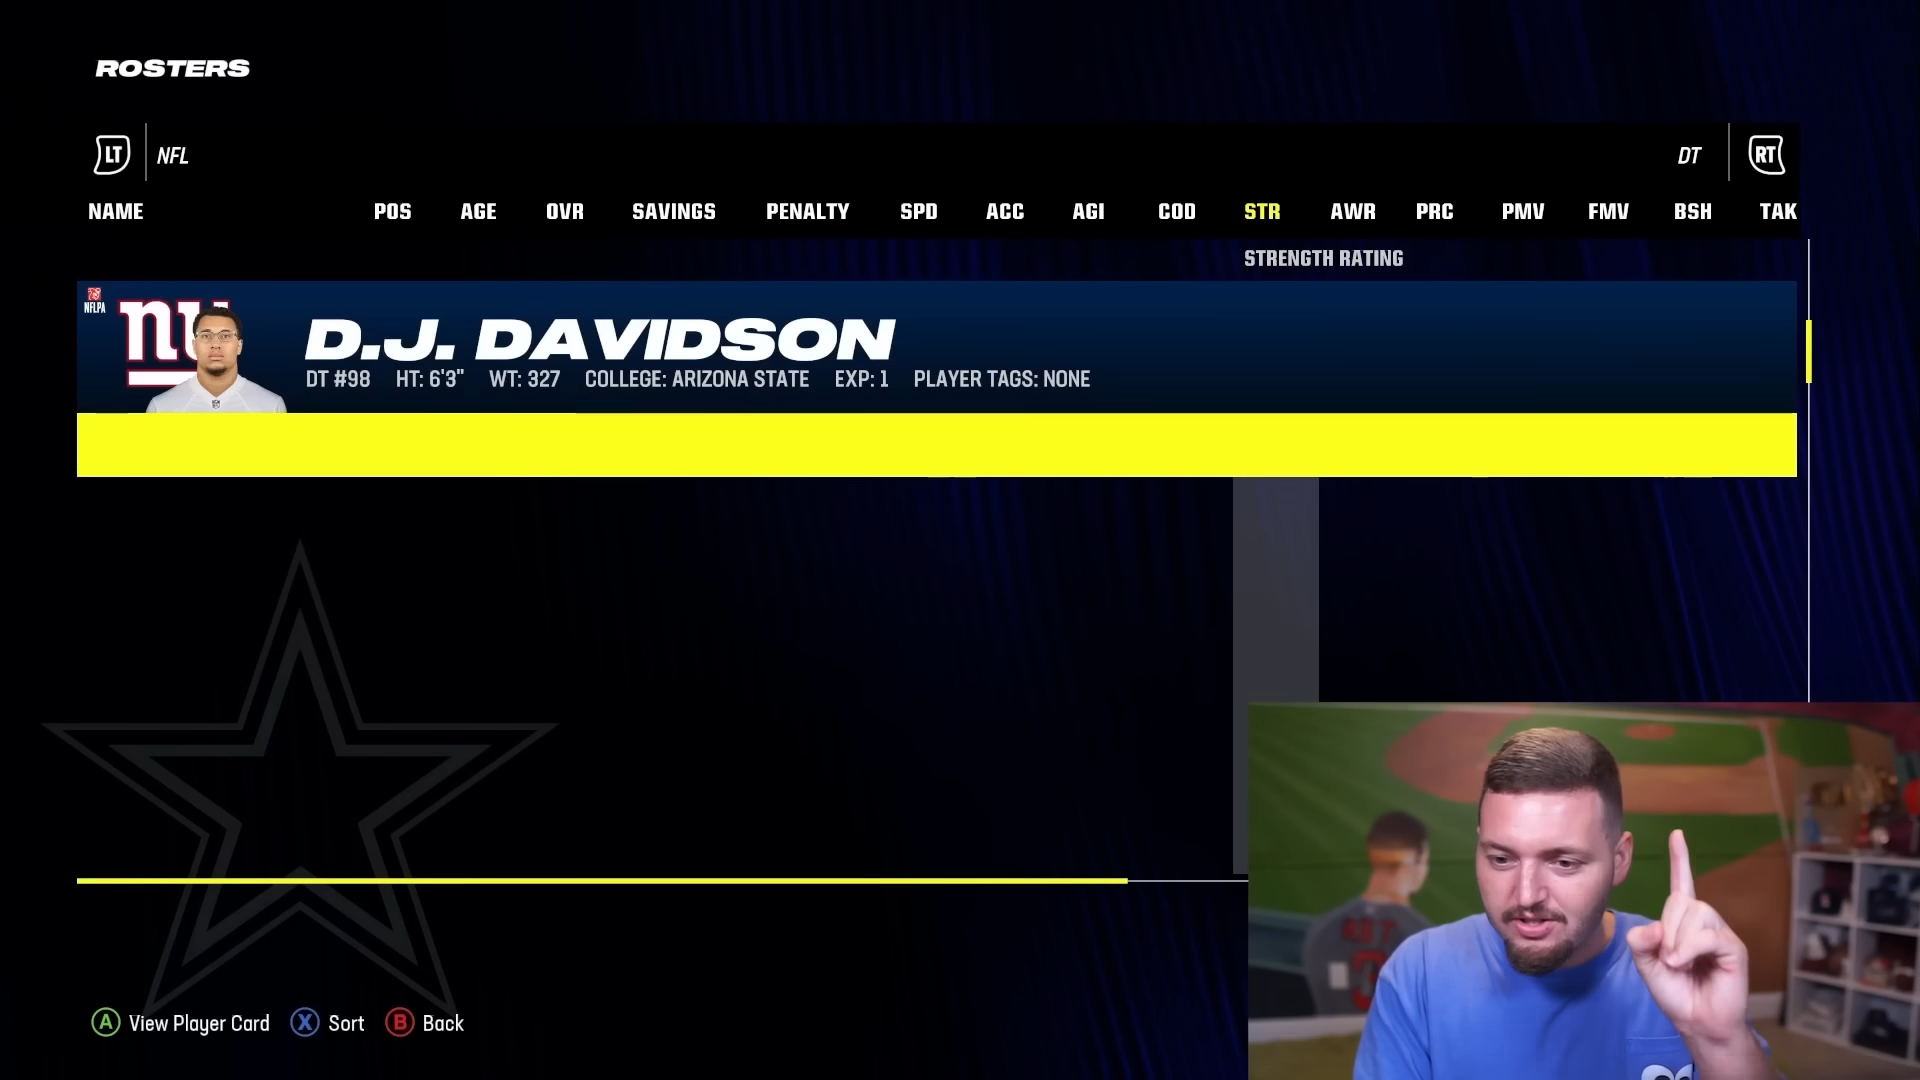 ROSTERS
LT NFL DT RT
NAME POS AGE OVR SAVINGS PENALTY SPD ACC AGI COD STR AWR PRC PMV FMV BSH TAK
STRENGTH RATING
NFLPA
ny
D.J. DAVIDSON
DT #98 HT: 6'3" WT: 327 COLLEGE: ARIZONA STATE EXP: 1 PLAYER TAGS: NONE
A View Player Card X Sort B Back